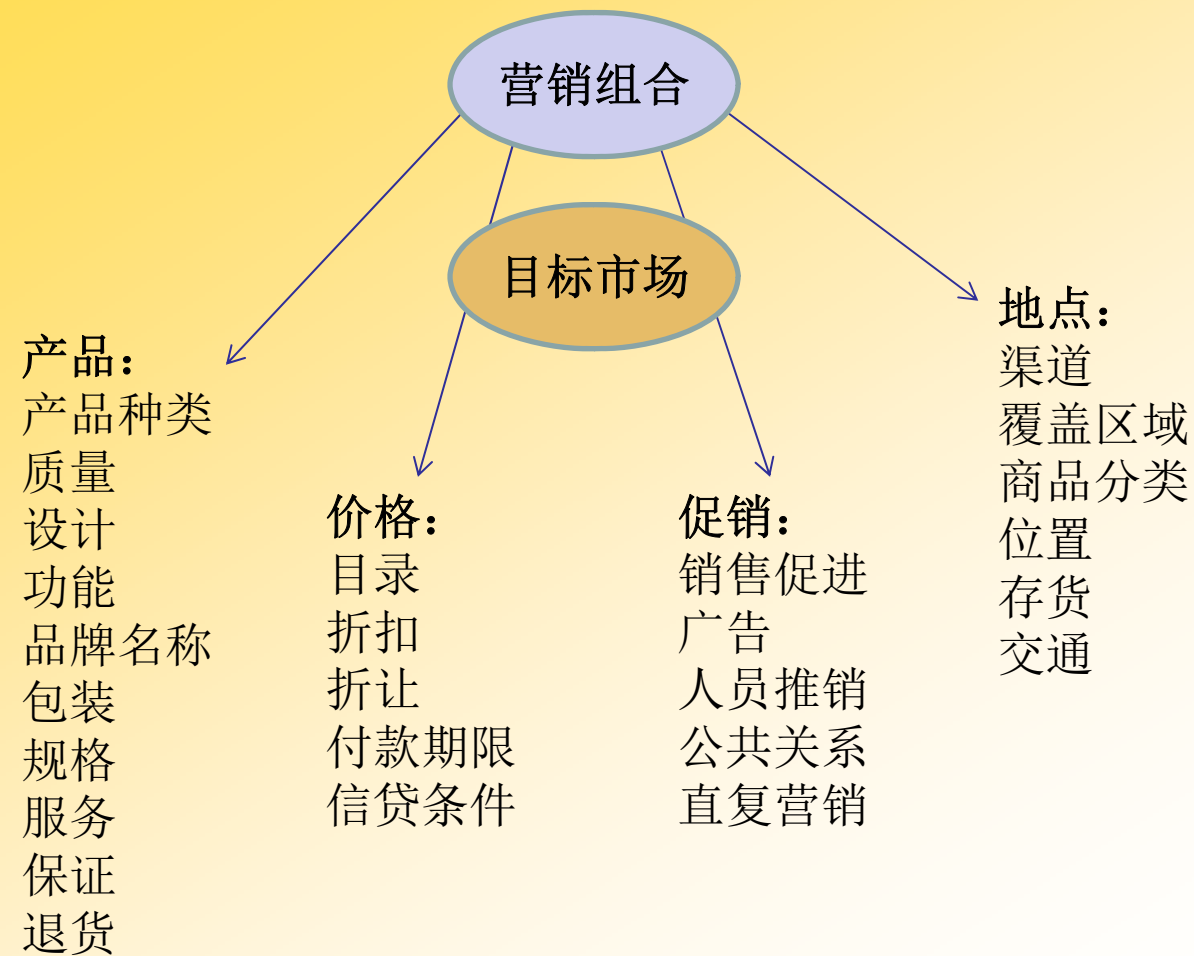 营销组合
目标市场
产品：
产品种类
质量
设计
功能
品牌名称
包装
规格
服务
保证
退货
价格：
目录
折扣
折让
付款期限
信贷条件
促销：
销售促进
广告
人员推销
公共关系
直复营销
地点：
渠道
覆盖区域
商品分类
位置
存货
交通